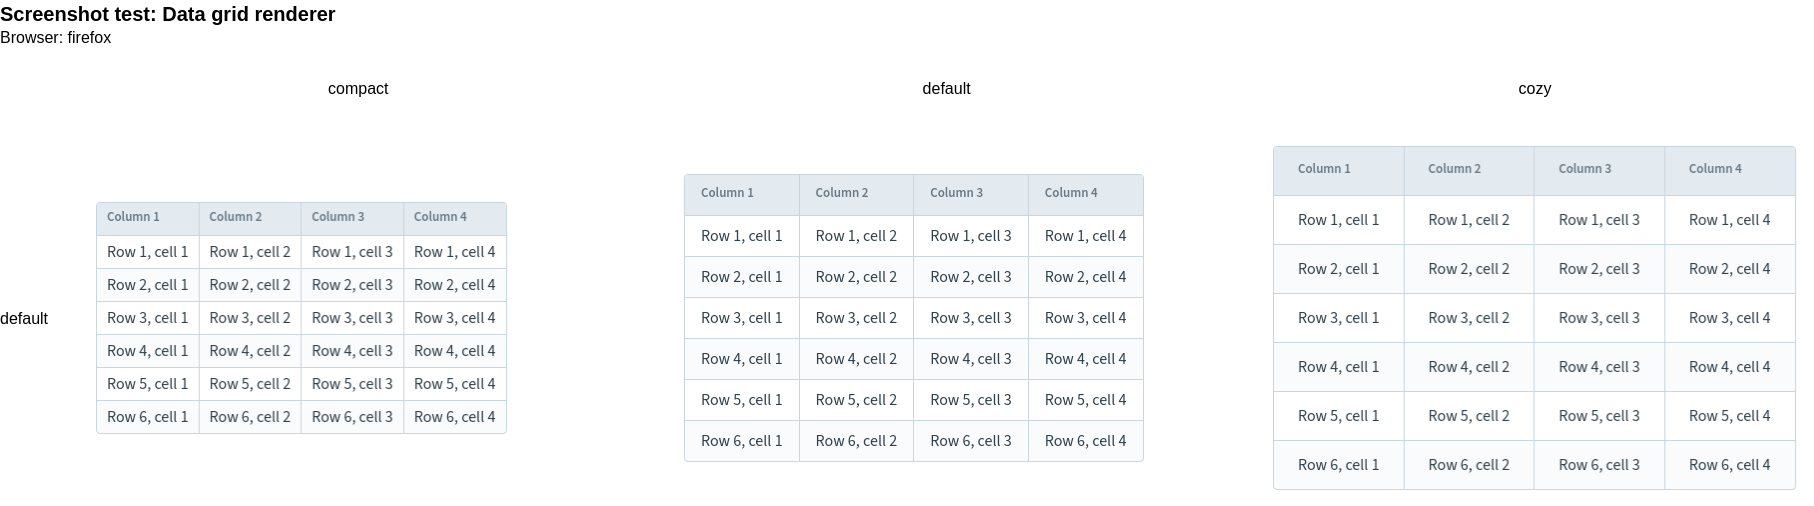 Screenshot test: Data grid renderer
Browser: firefox
compact
default
cozy
default
Column 1 Column 2 Column 3 Column 4
Row 1, cell 1 Row 1, cell 2 Row 1, cell 3 Row 1, cell 4
Row 2, cell 1 Row 2, cell 2 Row 2, cell 3 Row 2, cell 4
Row 3, cell 1 Row 3, cell 2 Row 3, cell 3 Row 3, cell 4
Row 4, cell 1 Row 4, cell 2 Row 4, cell 3 Row 4, cell 4
Row 5, cell 1 Row 5, cell 2 Row 5, cell 3 Row 5, cell 4
Row 6, cell 1 Row 6, cell 2 Row 6, cell 3 Row 6, cell 4
Column 1 Column 2 Column 3 Column 4
Row 1, cell 1 Row 1, cell 2 Row 1, cell 3 Row 1, cell 4
Row 2, cell 1 Row 2, cell 2 Row 2, cell 3 Row 2, cell 4
Row 3, cell 1 Row 3, cell 2 Row 3, cell 3 Row 3, cell 4
Row 4, cell 1 Row 4, cell 2 Row 4, cell 3 Row 4, cell 4
Row 5, cell 1 Row 5, cell 2 Row 5, cell 3 Row 5, cell 4
Row 6, cell 1 Row 6, cell 2 Row 6, cell 3 Row 6, cell 4
Column 1 Column 2 Column 3 Column 4
Row 1, cell 1 Row 1, cell 2 Row 1, cell 3 Row 1, cell 4
Row 2, cell 1 Row 2, cell 2 Row 2, cell 3 Row 2, cell 4
Row 3, cell 1 Row 3, cell 2 Row 3, cell 3 Row 3, cell 4
Row 4, cell 1 Row 4, cell 2 Row 4, cell 3 Row 4, cell 4
Row 5, cell 1 Row 5, cell 2 Row 5, cell 3 Row 5, cell 4
Row 6, cell 1 Row 6, cell 2 Row 6, cell 3 Row 6, cell 4